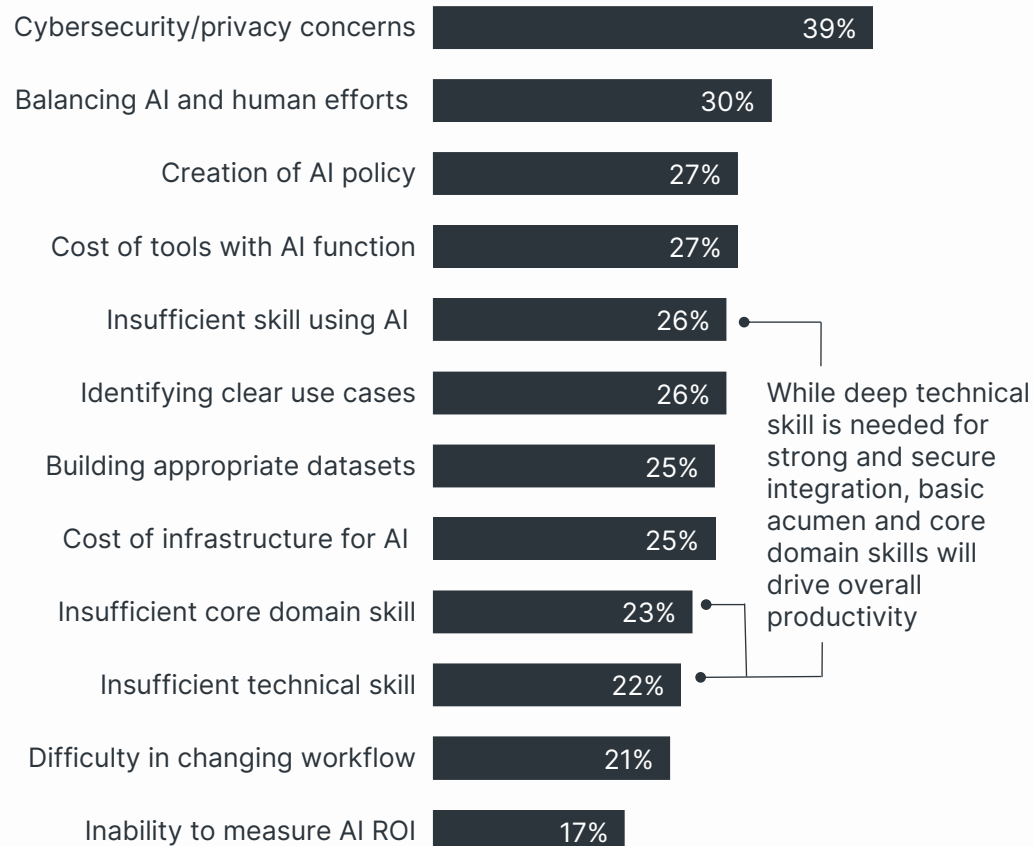 Cybersecurity/privacy concerns 39%
Balancing AI and human efforts 30%
Creation of AI policy 27%
Cost of tools with AI function 27%
Insufficient skill using AI 26%
Identifying clear use cases 26%
Building appropriate datasets 25%
Cost of infrastructure for AI 25%
Insufficient core domain skill 23%
Insufficient technical skill 22%
Difficulty in changing workflow 21%
Inability to measure AI ROI 17%
While deep technical
skill is needed for
strong and secure
integration, basic
acumen and core
domain skills will
drive overall
productivity